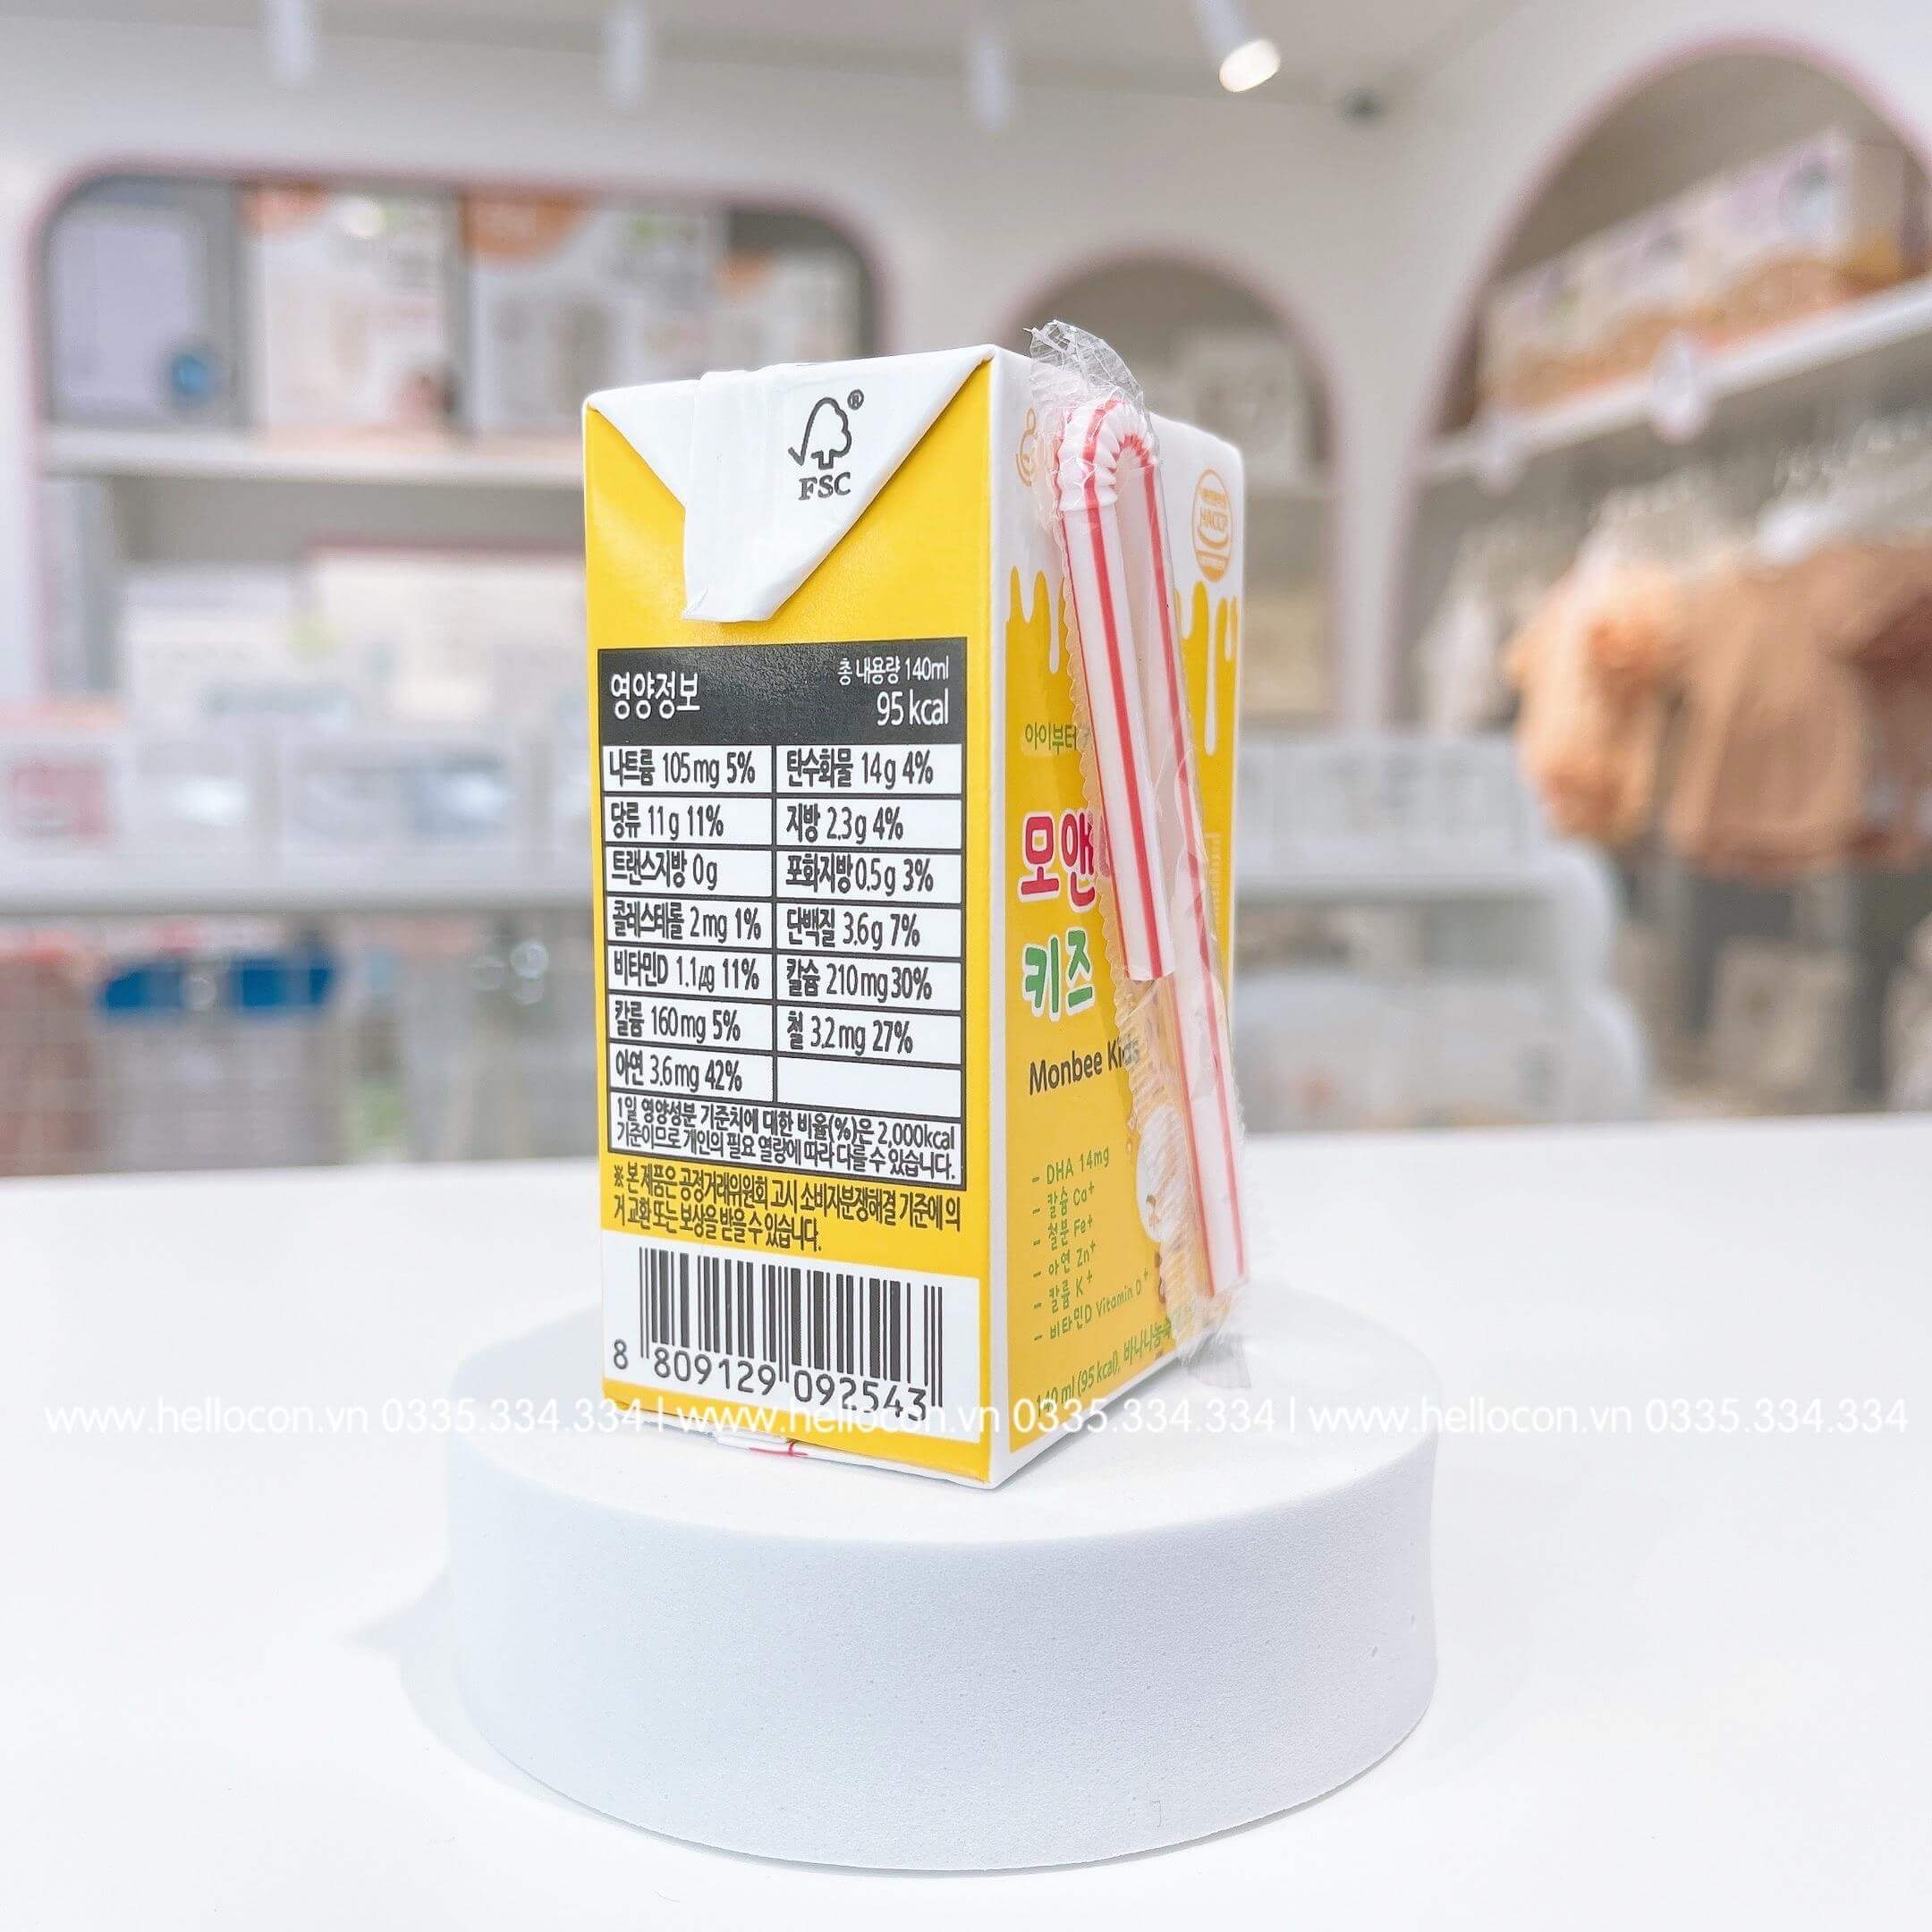 FSC
영양정보
총 내용량 140ml
95 kcal
나트륨 105mg 5% 탄수화물 14g 4%
당류 11g 11% 지방 2.3g 4%
트랜스지방 0g 포화지방 0.5g 3%
콜레스테롤 2mg 1% 단백질 3.6g 7%
비타민D 1.1㎍ 11% 칼슘 210mg 30%
칼륨 160mg 5% 철 3.2mg 27%
아연 3.6mg 42%
1일 영양성분 기준치에 대한 비율(%)은 2,000kcal
기준이므로 개인의 필요 열량에 따라 다를 수 있습니다.
※본 제품은 공정거래위원회 고시 소비자분쟁해결 기준에 의
거 교환 또는 보상을 받을 수 있습니다.
8 809129 092543
HACCP
아이부터
모앤
키즈
Monbee Kids
- DHA 14mg
- 칼슘 Ca+
- 철분 Fe+
- 아연 Zn+
- 칼륨 K+
- 비타민D Vitamin D+
140 ml (95 kcal), 바나나농축
www.hellocon.vn 0335.334.334 | www.hellocon.vn 0335.334.334 | www.hellocon.vn 0335.334.334